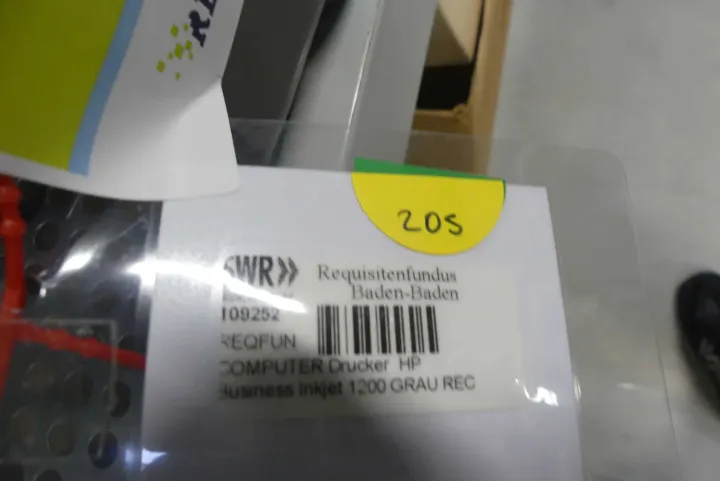 205
SWR»
Requisitenfundus
Baden-Baden
109252
REQFUN
COMPUTER Drucker HP
Business Inkjet 1200 GRAU REC